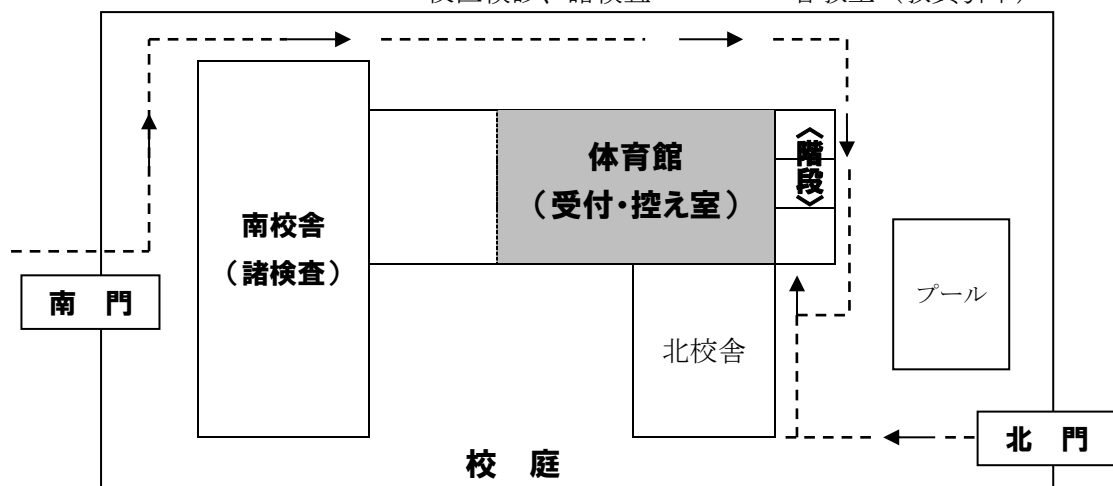 体育館
（受付・控え室）
〈階段〉
南校舎
（諸検査）
南　門
プール
北校舎
北　門
校　庭